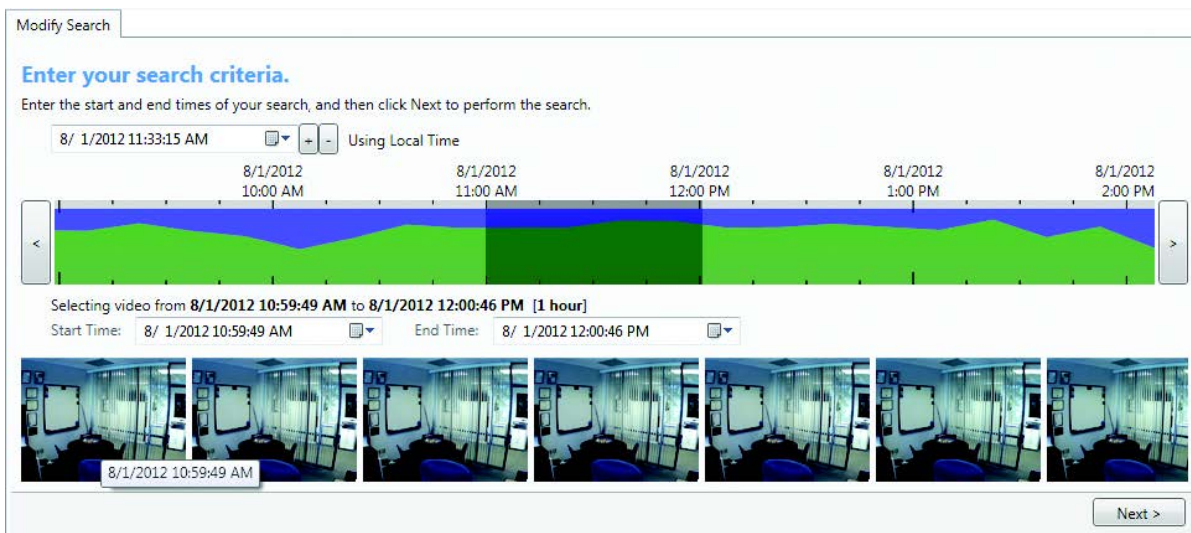 Modify Search
Enter your search criteria.
Enter the start and end times of your search, and then click Next to perform the search.
8/ 1/2012 11:33:15 AM + - Using Local Time
8/1/2012 8/1/2012 8/1/2012 8/1/2012 8/1/2012
10:00 AM 11:00 AM 12:00 PM 1:00 PM 2:00 PM
< >
Selecting video from 8/1/2012 10:59:49 AM to 8/1/2012 12:00:46 PM [1 hour]
Start Time: 8/ 1/2012 10:59:49 AM End Time: 8/ 1/2012 12:00:46 PM
8/1/2012 10:59:49 AM
Next >